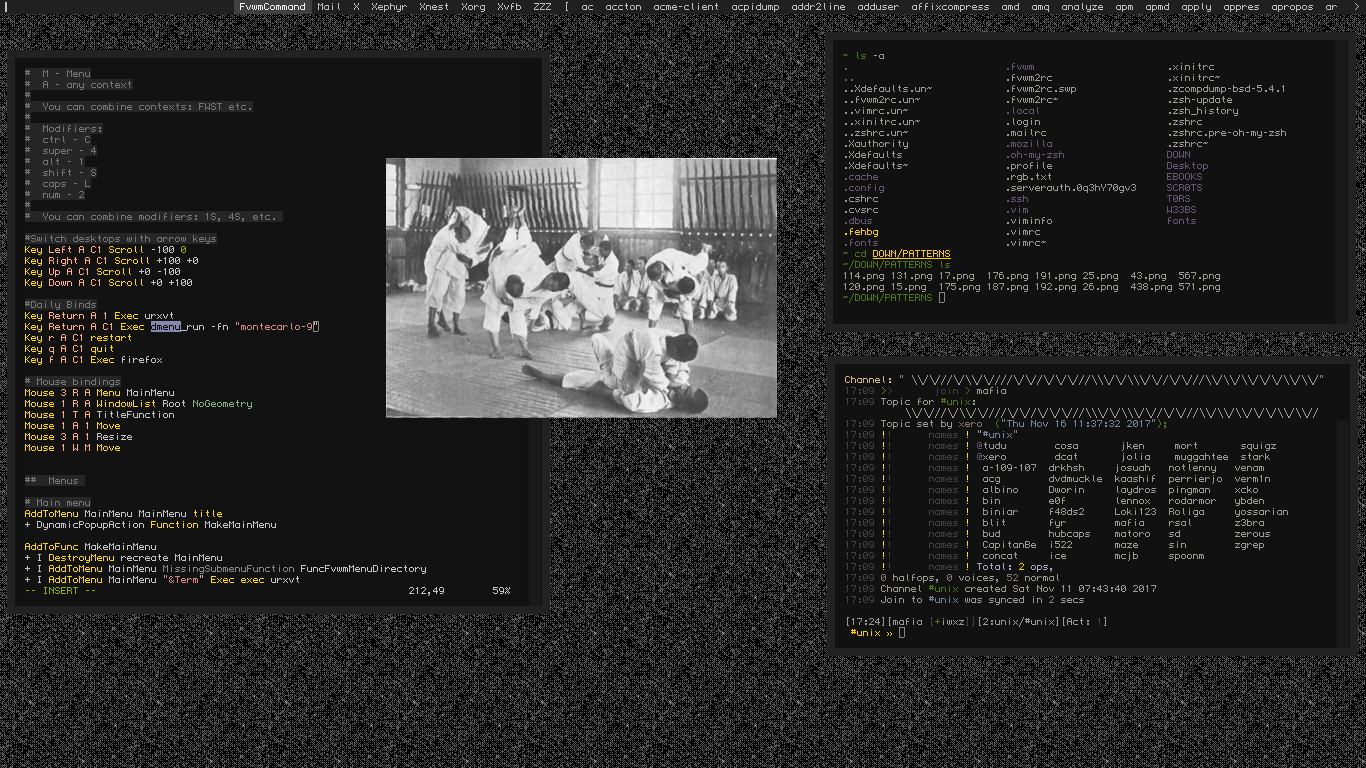 FvwmCommand Mail X Xephyr Xnest Xorg Xvfb ZZZ [ ac accton acme-client acpidump addr2line adduser affixcompress amd amq analyze apm apmd apply appres apropos ar >
#  M - Menu
#  A - any context
#
#  You can combine contexts: FWST etc.
#
#  Modifiers:
#  ctrl - C
#  super - 4
#  alt - 1
#  shift - S
#  caps - L
#  num - 2
#
#  You can combine modifiers: 1S, 4S, etc.
#Switch desktops with arrow keys
Key Left A C1 Scroll -100 0
Key Right A C1 Scroll +100 +0
Key Up A C1 Scroll +0 -100
Key Down A C1 Scroll +0 +100
#Daily Binds
Key Return A 1 Exec urxvt
Key Return A C1 Exec dmenu_run -fn "montecarlo-9"
Key r A C1 restart
Key q A C1 quit
Key f A C1 Exec firefox
# Mouse bindings
Mouse 3 R A Menu MainMenu
Mouse 1 R A WindowList Root NoGeometry
Mouse 1 T A TitleFunction
Mouse 1 A 1 Move
Mouse 3 A 1 Resize
Mouse 1 W M Move
##  Menus
# Main menu
AddToMenu MainMenu MainMenu title
+ DynamicPopupAction Function MakeMainMenu
AddToFunc MakeMainMenu
+ I DestroyMenu recreate MainMenu
+ I AddToMenu MainMenu MissingSubmenuFunction FuncFvwmMenuDirectory
+ I AddToMenu MainMenu "&Term" Exec exec urxvt
-- INSERT -- 212,49 59%
~ ls -a
. .fvwm .xinitrc
.. .fvwm2rc .xinitrc~
..Xdefaults.un~ .fvwm2rc.swp .zcompdump-bsd-5.4.1
..fvwm2rc.un~ .fvwm2rc~ .zsh-update
..vimrc.un~ .local .zsh_history
..xinitrc.un~ .login .zshrc
..zshrc.un~ .mailrc .zshrc.pre-oh-my-zsh
.Xauthority .mozilla .zshrc~
.Xdefaults .oh-my-zsh DOWN
.Xdefaults~ .profile Desktop
.cache .rgb.txt EBOOKS
.config .serverauth.0q3hY70gv3 SCR0TS
.cshrc .ssh T0RS
.cvsrc .vim W33BS
.dbus .viminfo fonts
.fehbg .vimrc
.fonts .vimrc~
~ cd DOWN/PATTERNS
~/DOWN/PATTERNS ls
114.png 131.png 17.png 176.png 191.png 25.png 43.png 567.png
120.png 15.png 175.png 187.png 192.png 26.png 438.png 571.png
~/DOWN/PATTERNS
Channel: "
17:09 >> join > mafia
17:09 Topic for #unix:
17:09 Topic set by xero ("Thu Nov 16 11:37:32 2017");
17:09 !! names ! "#unix"
17:09 !! names ! @tudu cosa jken mort squigz
17:09 !! names ! @xero dcat jolia muggahtee stark
17:09 !! names ! a-109-107 drkhsh josuah notlenny venam
17:09 !! names ! acg dvdmuckle kaashif perrierjo verm1n
17:09 !! names ! albino Dworin laydros pingman xcko
17:09 !! names ! bin e0f lennox rodarmor ybden
17:09 !! names ! biniar f48ds2 Loki123 Roliga yossarian
17:09 !! names ! blit fyr mafia rsal z3bra
17:09 !! names ! bud hubcaps matoro sd zerous
17:09 !! names ! CapitanBe i522 maze sin zgrep
17:09 !! names ! concat ice mcjb spoonm
17:09 !! names ! Total: 2 ops,
17:09 0 halfops, 0 voices, 52 normal
17:09 Channel #unix created Sat Nov 11 07:43:40 2017
17:09 Join to #unix was synced in 2 secs
[17:24][mafia [+iwxz]][2:unix/#unix][Act: 1]
#unix »